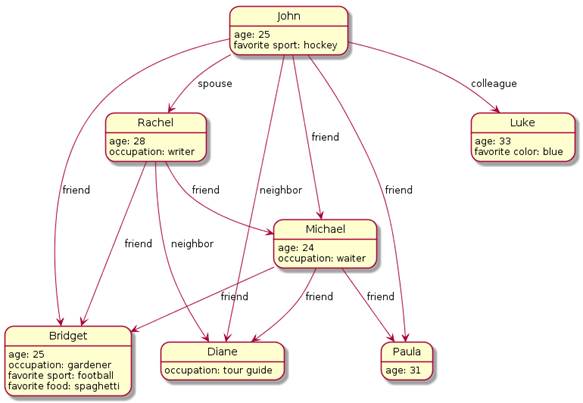 John
age: 25
favorite sport: hockey
spouse
colleague
Rachel
age: 28
occupation: writer
Luke
age: 33
favorite color: blue
friend
friend
friend
neighbor
friend
Michael
age: 24
occupation: waiter
friend
neighbor
friend
friend
friend
Bridget
age: 25
occupation: gardener
favorite sport: football
favorite food: spaghetti
Diane
occupation: tour guide
Paula
age: 31